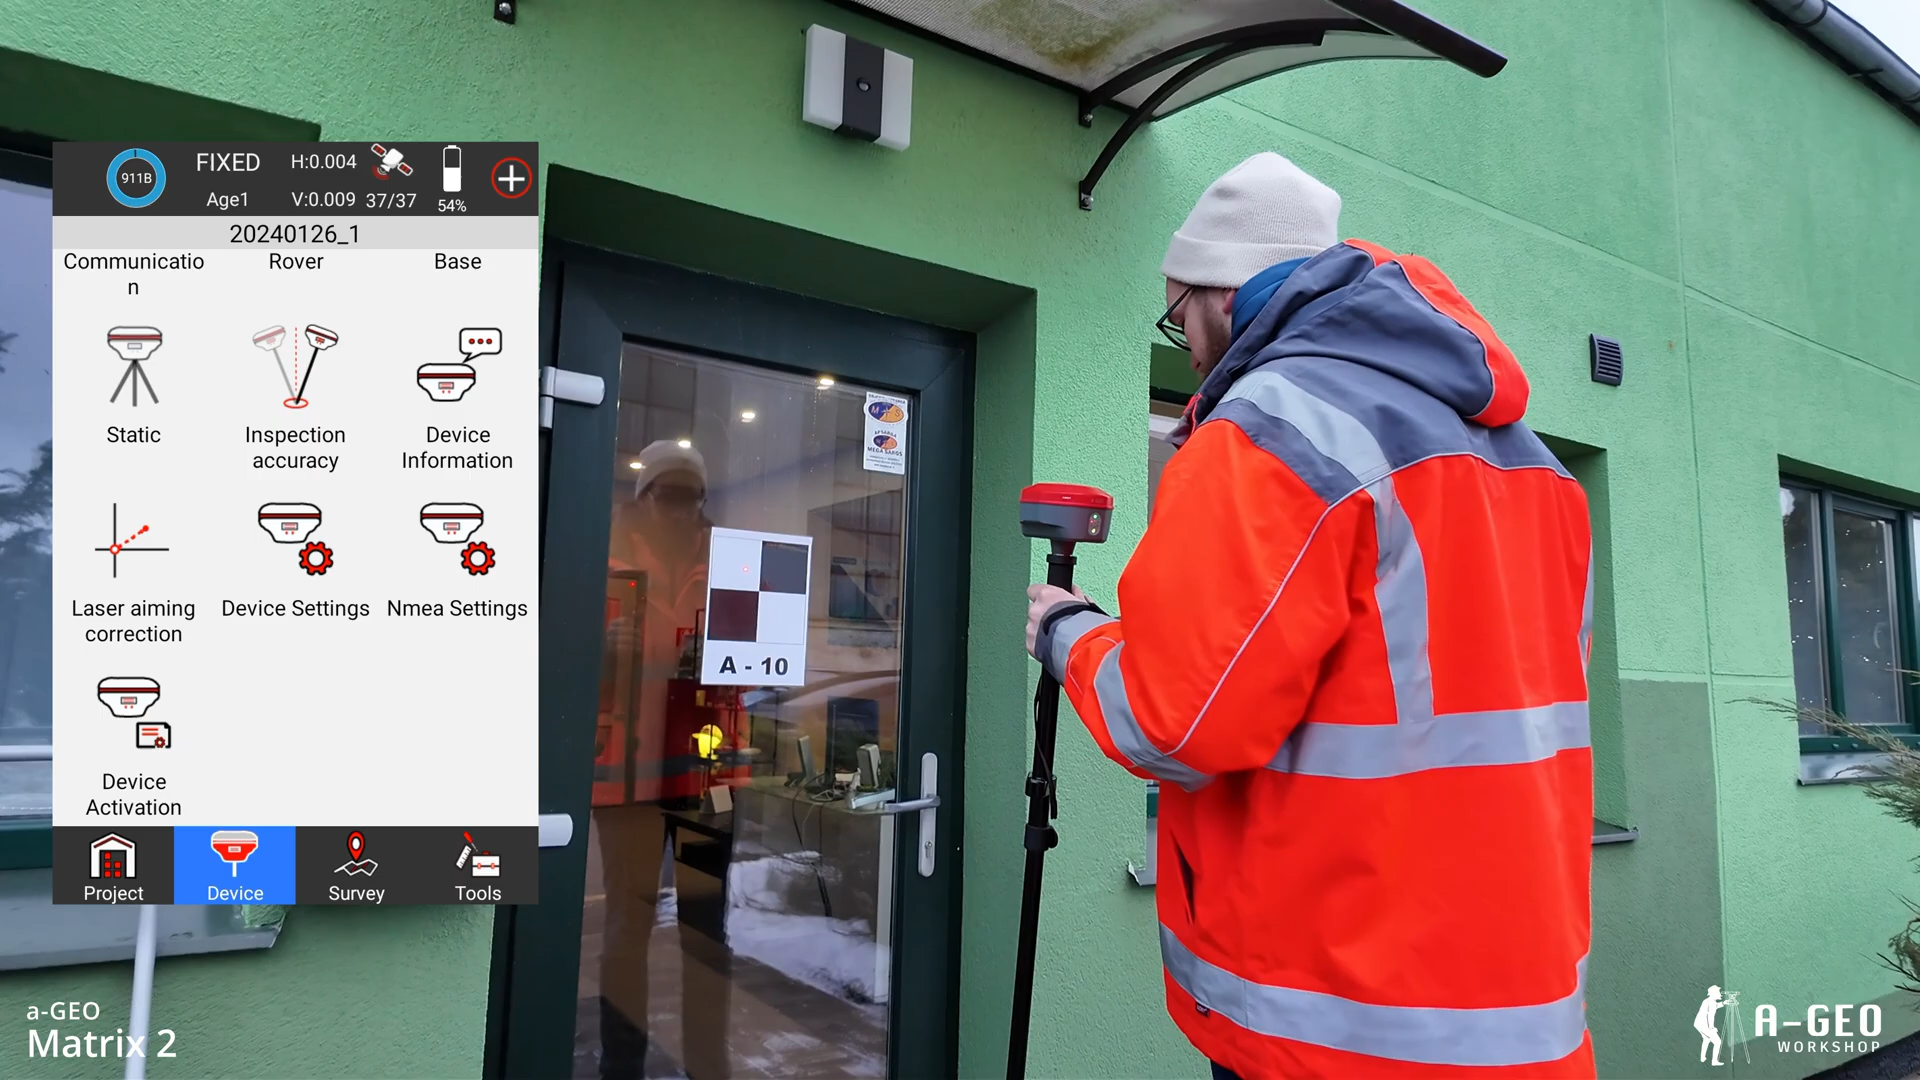 911B
FIXED
H:0.004
Age1
V:0.009
37/37
54%
20240126_1
Communicatio
n
Rover
Base
Static
Inspection
accuracy
Device
Information
Laser aiming
correction
Device Settings
Nmea Settings
Device
Activation
Project
Device
Survey
Tools
MEGA SARGS
A - 10
a-GEO
Matrix 2
A-GEO
WORKSHOP